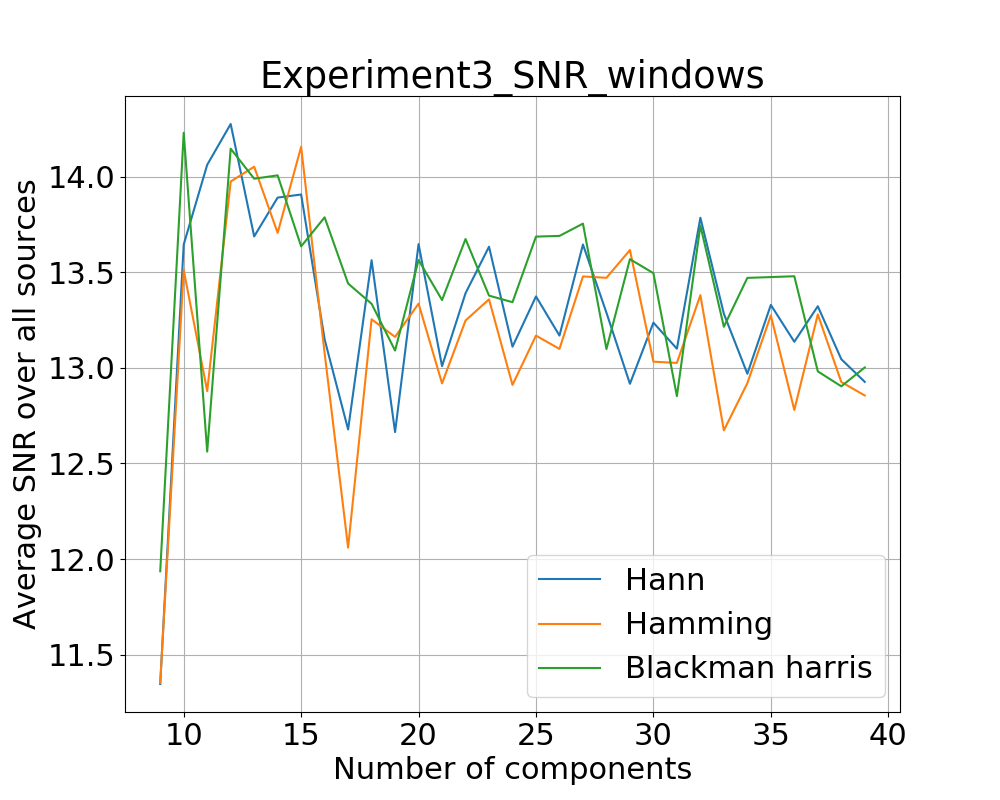 Experiment3_SNR_windows
Average SNR over all sources
14.0
13.5
13.0
12.5
12.0
11.5
Hann
Hamming
Blackman harris
10 15 20 25 30 35 40
Number of components